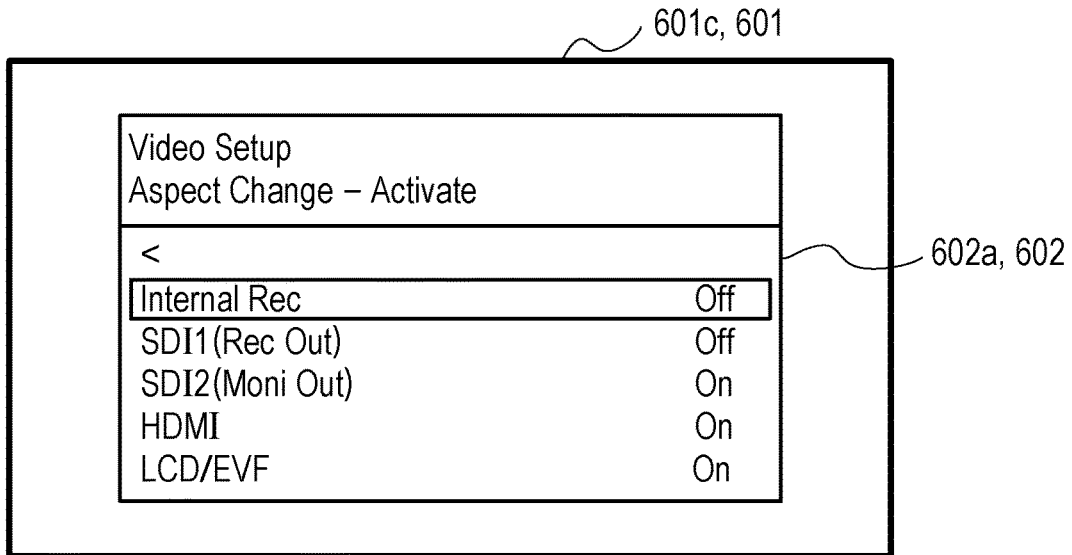 601c, 601
Video Setup
Aspect Change – Activate
<
602a, 602
Internal Rec Off
SDI1(Rec Out) Off
SDI2(Moni Out) On
HDMI On
LCD/EVF On